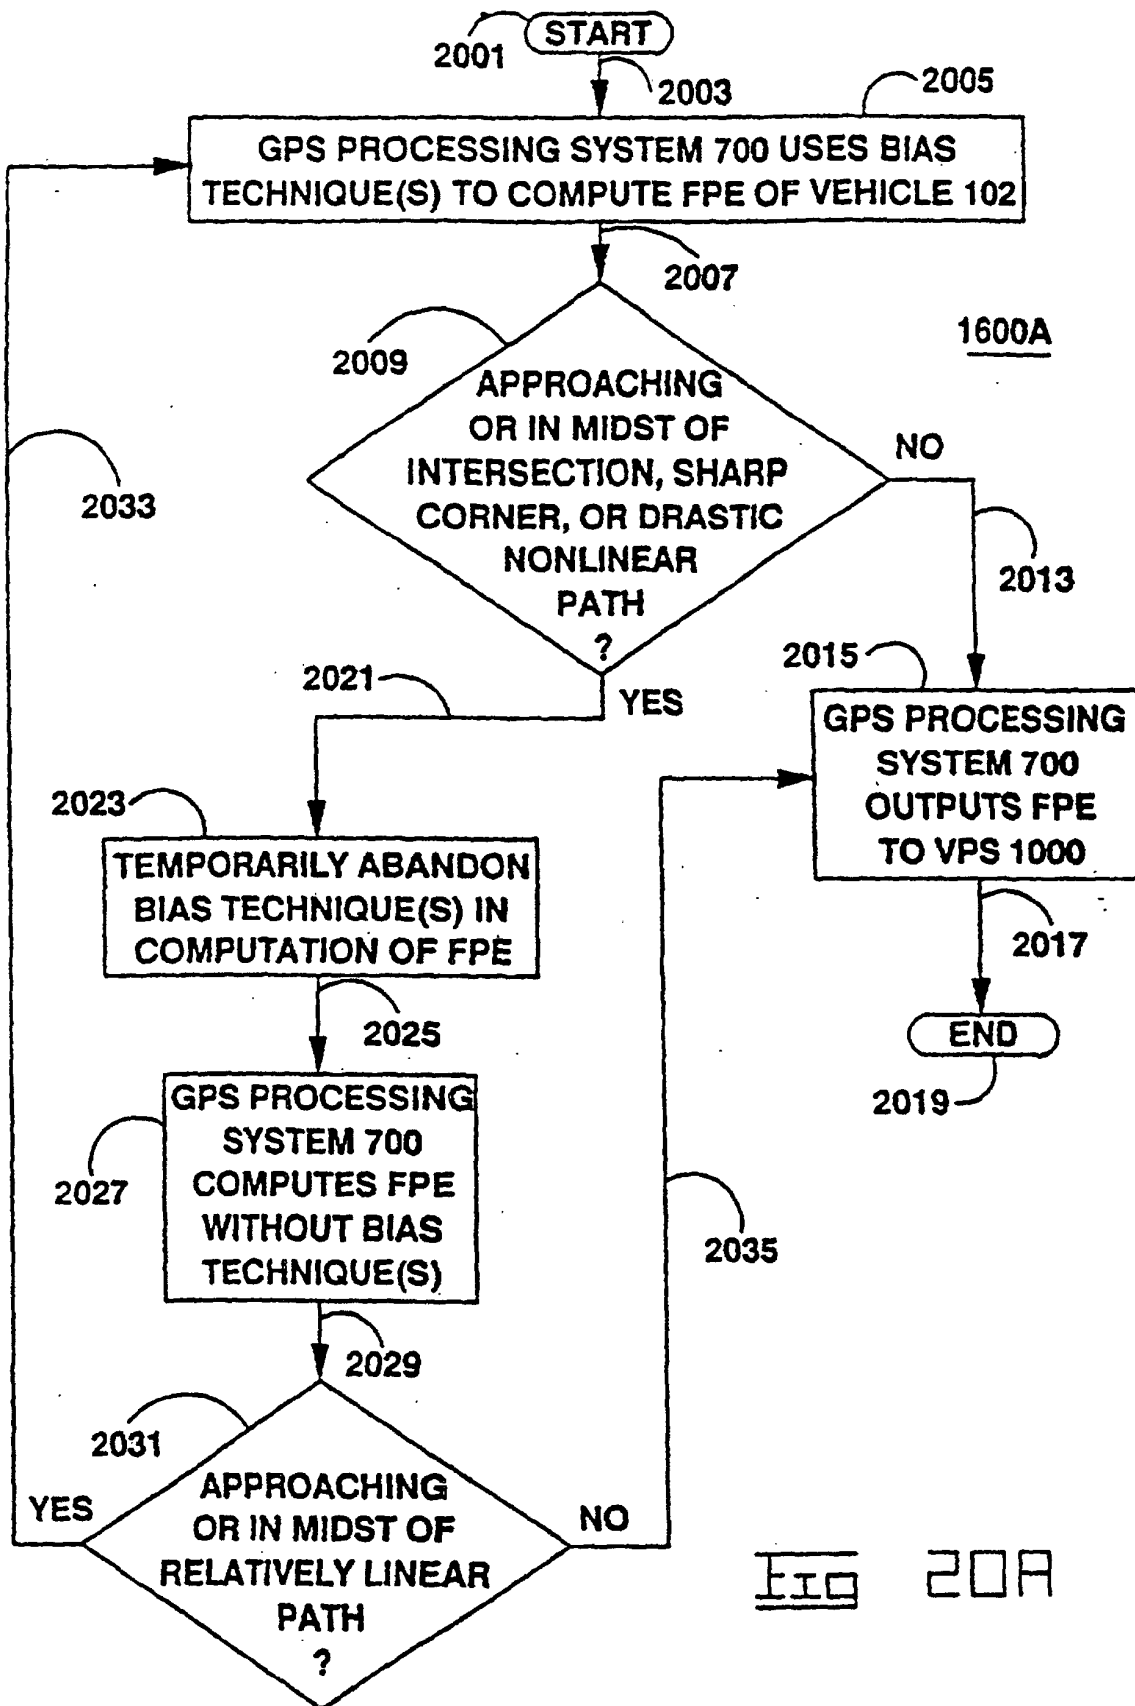 START
2001
2003
2005
GPS PROCESSING SYSTEM 700 USES BIAS
TECHNIQUE(S) TO COMPUTE FPE OF VEHICLE 102
2007
1600A
2009
APPROACHING
OR IN MIDST OF
INTERSECTION, SHARP
CORNER, OR DRASTIC
NONLINEAR
PATH
?
NO
2033
2013
2015
2021
YES
GPS PROCESSING
SYSTEM 700
OUTPUTS FPE
TO VPS 1000
2023
TEMPORARILY ABANDON
BIAS TECHNIQUE(S) IN
COMPUTATION OF FPE
2017
2025
END
2019
GPS PROCESSING
SYSTEM 700
COMPUTES FPE
WITHOUT BIAS
TECHNIQUE(S)
2027
2035
2029
2031
APPROACHING
OR IN MIDST OF
RELATIVELY LINEAR
PATH
?
YES
NO
Fig 20A